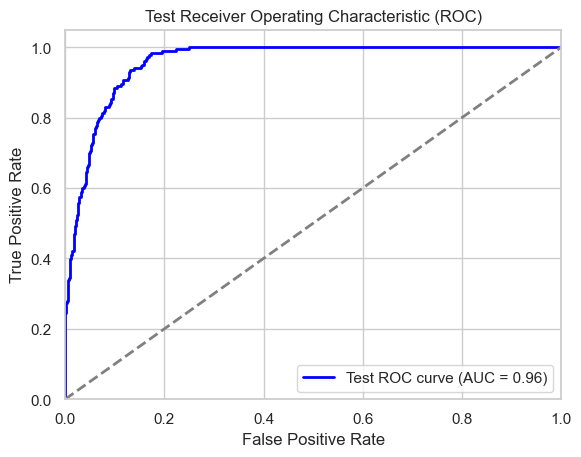 Test Receiver Operating Characteristic (ROC)
1.0
0.8
0.6
0.4
0.2
0.0
True Positive Rate
Test ROC curve (AUC = 0.96)
0.0 0.2 0.4 0.6 0.8 1.0
False Positive Rate